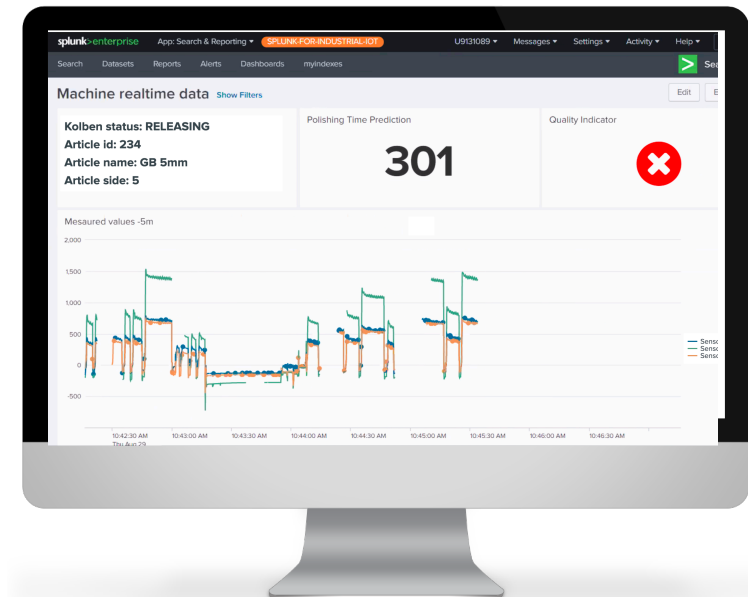 splunk>enterprise App: Search & Reporting SPLUNK-FOR-INDUSTRIAL-IOT U9131089 Messages Settings Activity Help
Search Datasets Reports Alerts Dashboards myindexes
Machine realtime data Show Filters Edit
Kolben status: RELEASING
Article id: 234
Article name: GB 5mm
Article side: 5
Polishing Time Prediction
301
Quality Indicator
Mesaured values -5m
2,000
1,500
1,000
500
0
-500
10:42:30 AM 10:43:00 AM 10:43:30 AM 10:44:00 AM 10:44:30 AM 10:45:00 AM 10:45:30 AM 10:46:00 AM 10:46:30 AM
Thu Aug 29